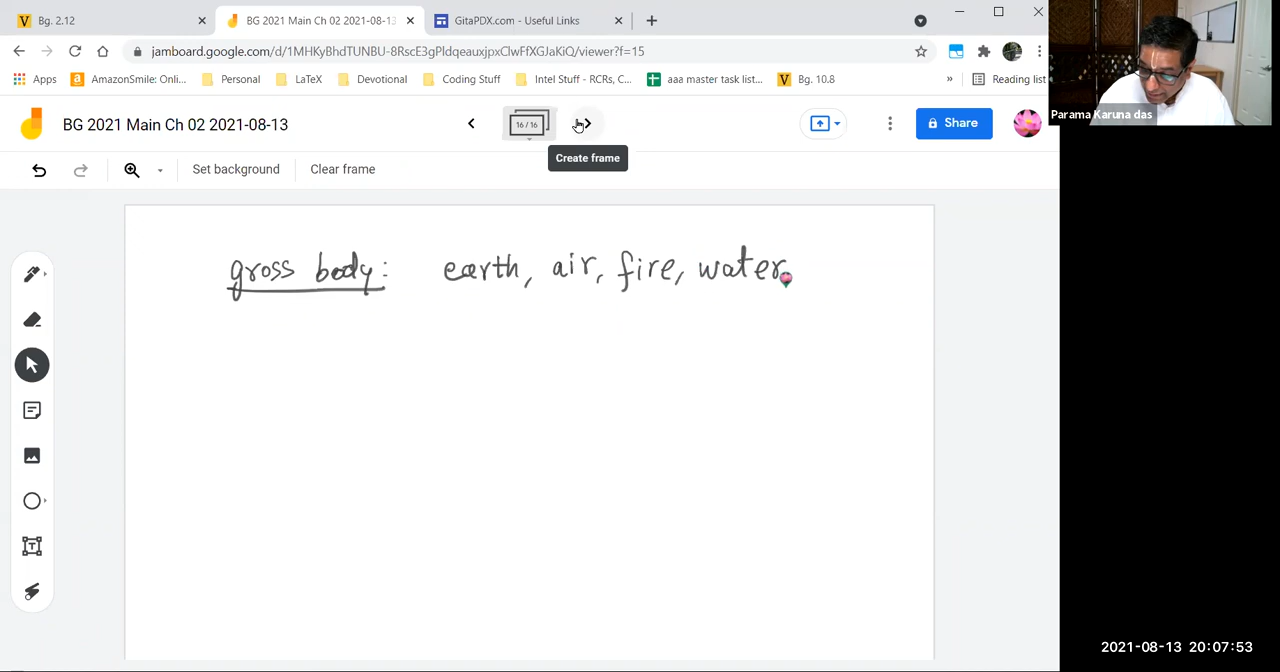 Bg. 2.12
BG 2021 Main Ch 02 2021-08-13
GitaPDX.com - Useful Links
jamboard.google.com/d/1MHKyBhdTUNBU-8RscE3gPldqeauxjpxClwFfXGJaKiQ/viewer?f=15
Apps AmazonSmile: Onli... Personal LaTeX Devotional Coding Stuff Intel Stuff - RCRs, C... aaa master task list... Bg. 10.8 » Reading list
Parama Karuna das
BG 2021 Main Ch 02 2021-08-13
16 / 16
Share
Create frame
Set background Clear frame
gross body: earth, air, fire, water
2021-08-13 20:07:53